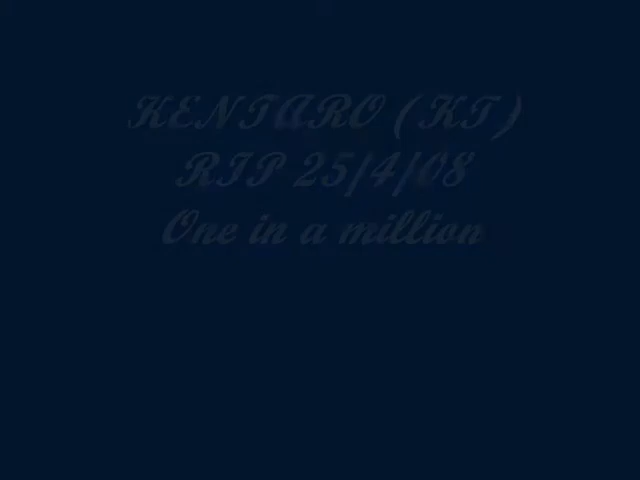 KENTARO (KT)
RIP 25/4/08
One in a million